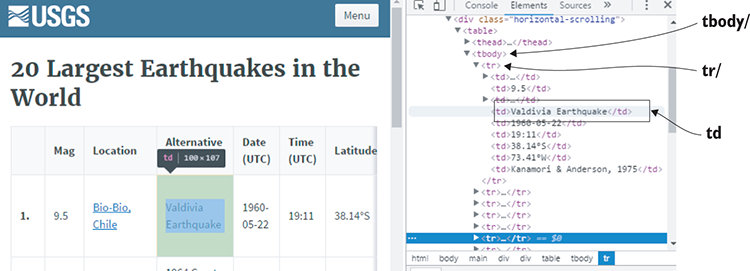 USGS
Menu
20 Largest Earthquakes in the
World
Mag
Location
Alternative
Date
(UTC)
Time
(UTC)
Latitude
td | 100×107
1.
9.5
Bio-Bio,
Chile
Valdivia
Earthquake
1960-
05-22
19:11
38.14°S
Console Elements Sources »
<div class="horizontal-scrolling">
▼<table>
▶<thead>…</thead>
▼<tbody>
▼<tr>
▶<td>…</td>
<td>9.5</td>
▶<td>…</td>
<td>Valdivia Earthquake</td>
<td>1960-05-22</td>
<td>19:11</td>
<td>38.14°S</td>
<td>73.41°W</td>
<td>Kanamori & Anderson, 1975</td>
</tr>
▶<tr>…</tr>
▶<tr>…</tr>
▶<tr>…</tr>
… ▶<tr>…</tr> == $0
html body main div div table tbody tr
tbody/
tr/
td